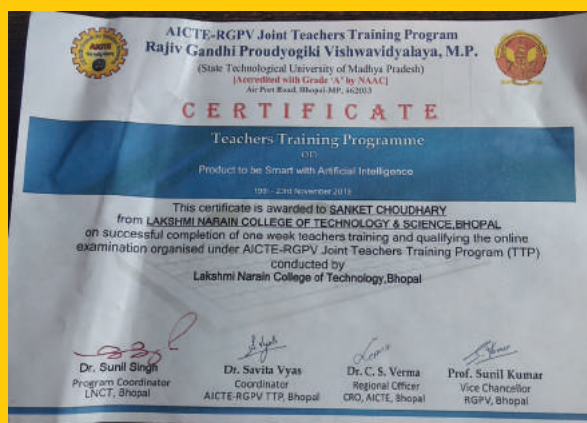 AICTE-RGPV Joint Teachers Training Program
Rajiv Gandhi Proudyogiki Vishwavidyalaya, M.P.
(State Technological University of Madhya Pradesh)
[Accredited with Grade 'A' by NAAC]
Air Port Road, Bhopal-MP, 462033
CERTIFICATE
Teachers Training Programme
on
Product to be Smart with Artificial Intelligence
November
This certificate is awarded to SANKET CHOUDHARY
from LAKSHMI NARAIN COLLEGE OF TECHNOLOGY & SCIENCE,BHOPAL
on successful completion of one week teachers training and qualifying the online
examination organised under AICTE-RGPV Joint Teachers Training Program (TTP)
conducted by
Lakshmi Narain College of Technology,Bhopal
Dr. Sunil Singh
Program Coordinator
LNCT, Bhopal
Dr. Savita Vyas
Coordinator
AICTE-RGPV TTP, Bhopal
Dr. C. S. Verma
Regional Officer
CRO, AICTE, Bhopal
Prof. Sunil Kumar
Vice Chancellor
RGPV, Bhopal